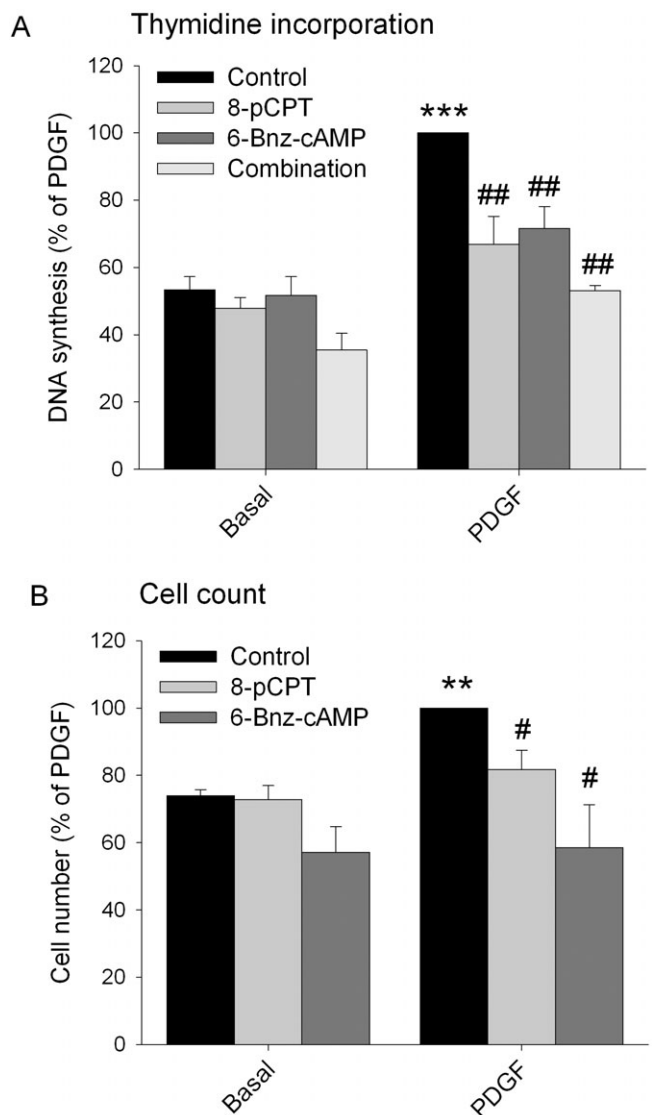 A
Thymidine incorporation
DNA synthesis (% of PDGF)
120
100
80
60
40
20
0
Control
8-pCPT
6-Bnz-cAMP
Combination
***
##
##
##
Basal
PDGF
B
Cell count
Cell number (% of PDGF)
120
100
80
60
40
20
0
Control
8-pCPT
6-Bnz-cAMP
**
#
#
Basal
PDGF